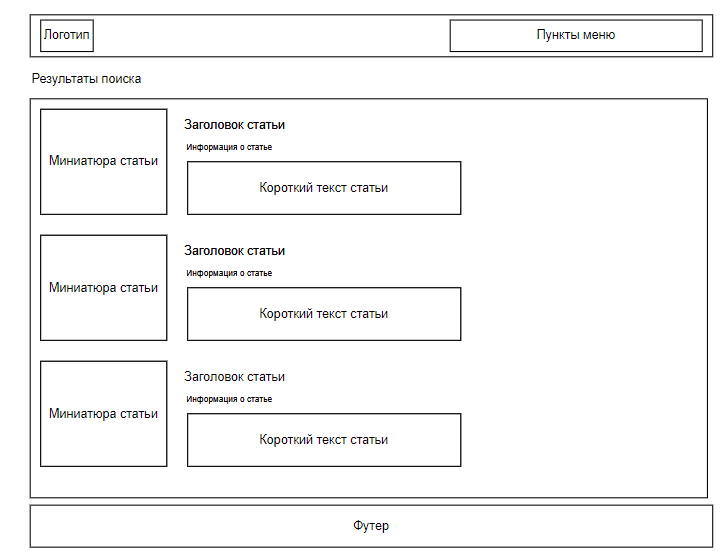 Логотип
Пункты меню
Результаты поиска
Миниатюра статьи
Заголовок статьи
Информация о статье
Короткий текст статьи
Миниатюра статьи
Заголовок статьи
Информация о статье
Короткий текст статьи
Миниатюра статьи
Заголовок статьи
Информация о статье
Короткий текст статьи
Футер